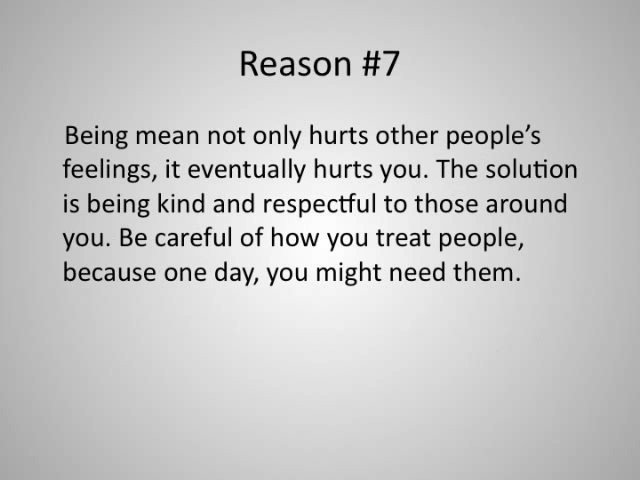 Reason #7
Being mean not only hurts other people’s
feelings, it eventually hurts you. The solution
is being kind and respectful to those around
you. Be careful of how you treat people,
because one day, you might need them.